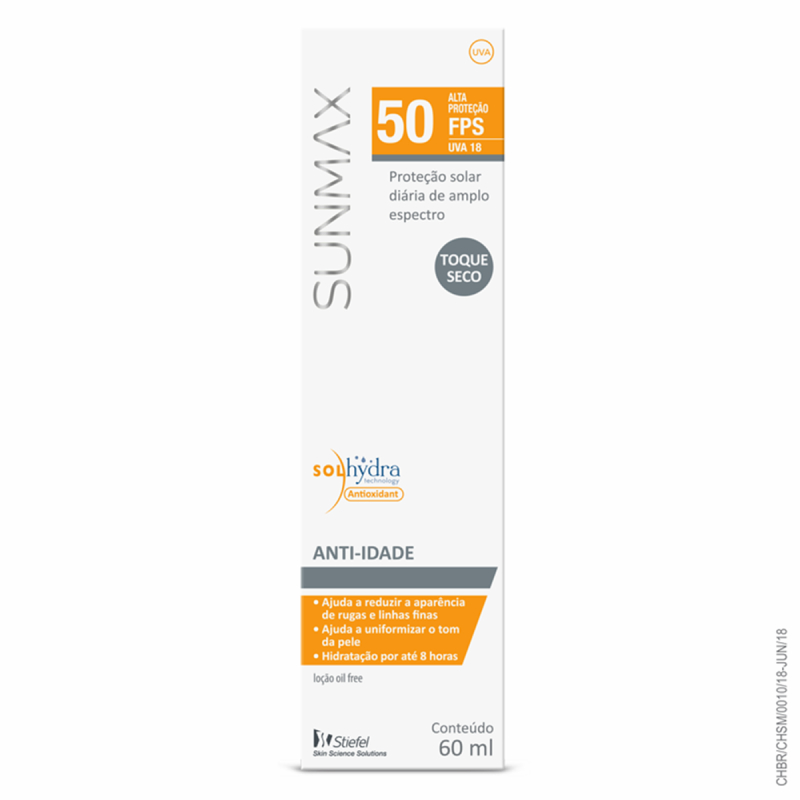 UVA
SUNMAX
50
ALTA
PROTEÇÃO
FPS
UVA 18
Proteção solar
diária de amplo
espectro
TOQUE
SECO
SOLhydra
technology
Antioxidant
ANTI-IDADE
• Ajuda a reduzir a aparência
de rugas e linhas finas
• Ajuda a uniformizar o tom
da pele
• Hidratação por até 8 horas
loção oil free
Stiefel
Skin Science Solutions
Conteúdo
60 ml
CHBR/CHSM/0010/18-JUN/18